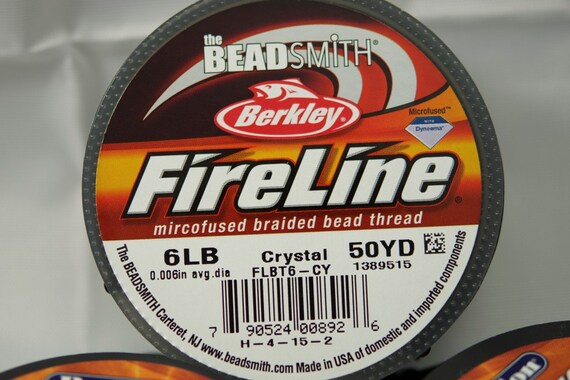 the BEADSMITH®
Berkley
Microfused™
WITH
Dyneema®
FIRELINE®
mircofused braided bead thread
6LB Crystal 50YD
0.006in avg.dia FLBT6-CY 1389515
7 90524 00892 6
H-4-15-2
The BEADSMITH Carteret, NJ www.beadsmith.com Made in USA of domestic and imported components